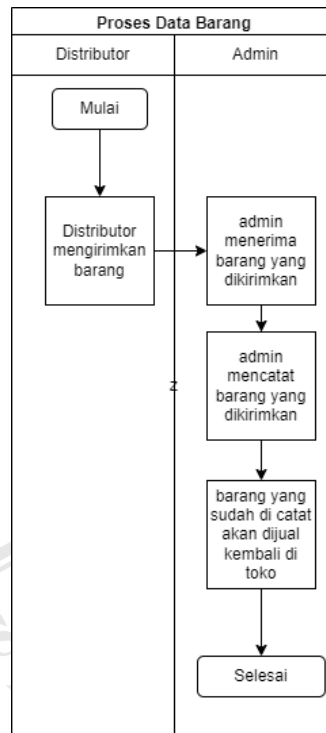 Proses Data Barang
Distributor
Admin
Mulai
Distributor
mengirimkan
barang
admin
menerima
barang yang
dikirimkan
admin
mencatat
barang yang
dikirimkan
z
barang yang
sudah di catat
akan dijual
kembali di
toko
Selesai